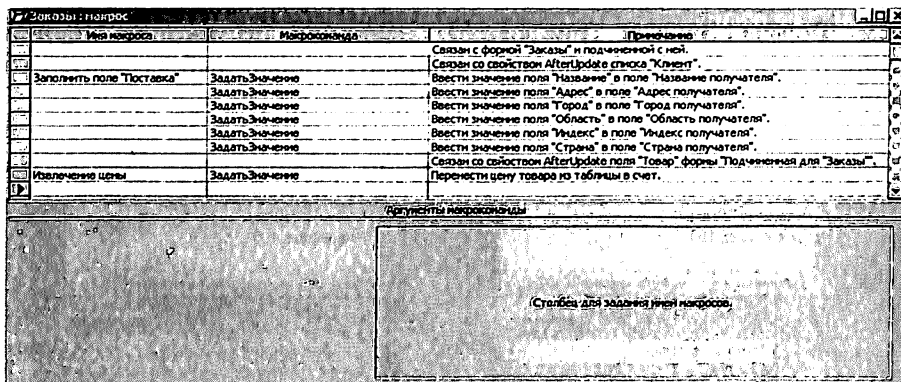 Заказы : макрос
Имя макроса Макрокоманда Примечание
Связан с формой "Заказы" и подчиненной с ней.
Связан со свойством AfterUpdate списка "Клиент".
Заполнить поле "Поставка" ЗадатьЗначение Ввести значение поля "Название" в поле "Название получателя".
ЗадатьЗначение Ввести значение поля "Адрес" в поле "Адрес получателя".
ЗадатьЗначение Ввести значение поля "Город" в поле "Город получателя".
ЗадатьЗначение Ввести значение поля "Область" в поле "Область получателя".
ЗадатьЗначение Ввести значение поля "Индекс" в поле "Индекс получателя".
ЗадатьЗначение Ввести значение поля "Страна" в поле "Страна получателя".
Связан со свойством AfterUpdate поля "Товар" формы "Подчиненная для "Заказы"".
Извлечение цены ЗадатьЗначение Перенести цену товара из таблицы в счет.
Аргументы макрокоманды
Столбец для задания имен макросов.